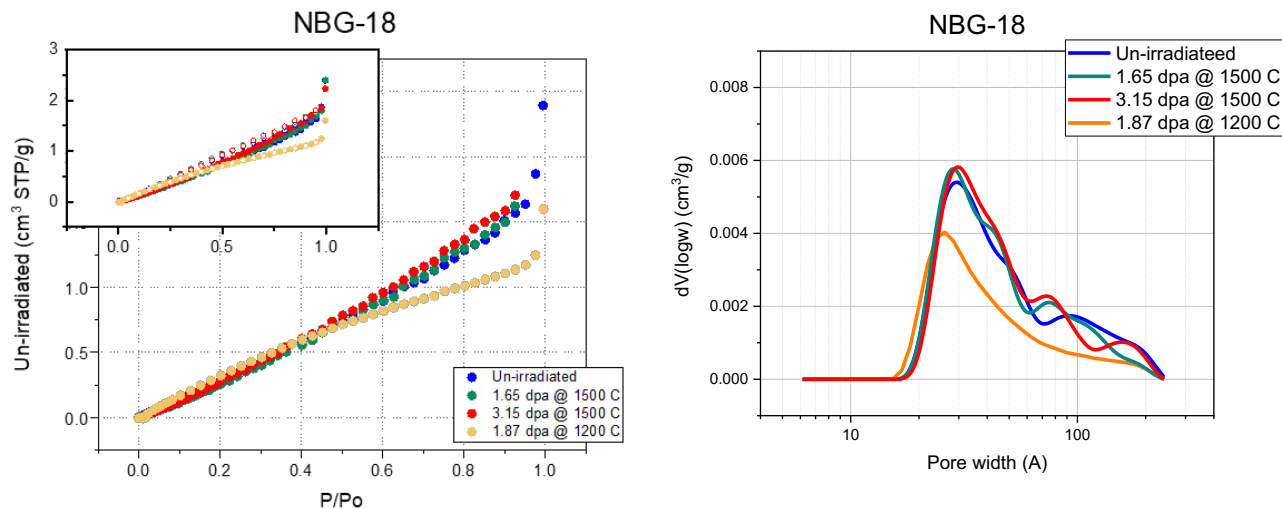 NBG-18
Un-irradiated (cm³ STP/g)
3
2
1
0
0.0
0.5
1.0
1.0
0.5
0.0
0.0
0.2
0.4
0.6
0.8
1.0
P/Po
Un-irradiated
1.65 dpa @ 1500 C
3.15 dpa @ 1500 C
1.87 dpa @ 1200 C
NBG-18
Un-irradiateed
1.65 dpa @ 1500 C
3.15 dpa @ 1500 C
1.87 dpa @ 1200 C
dV(logw) (cm³/g)
0.008
0.006
0.004
0.002
0.000
10
100
Pore width (A)